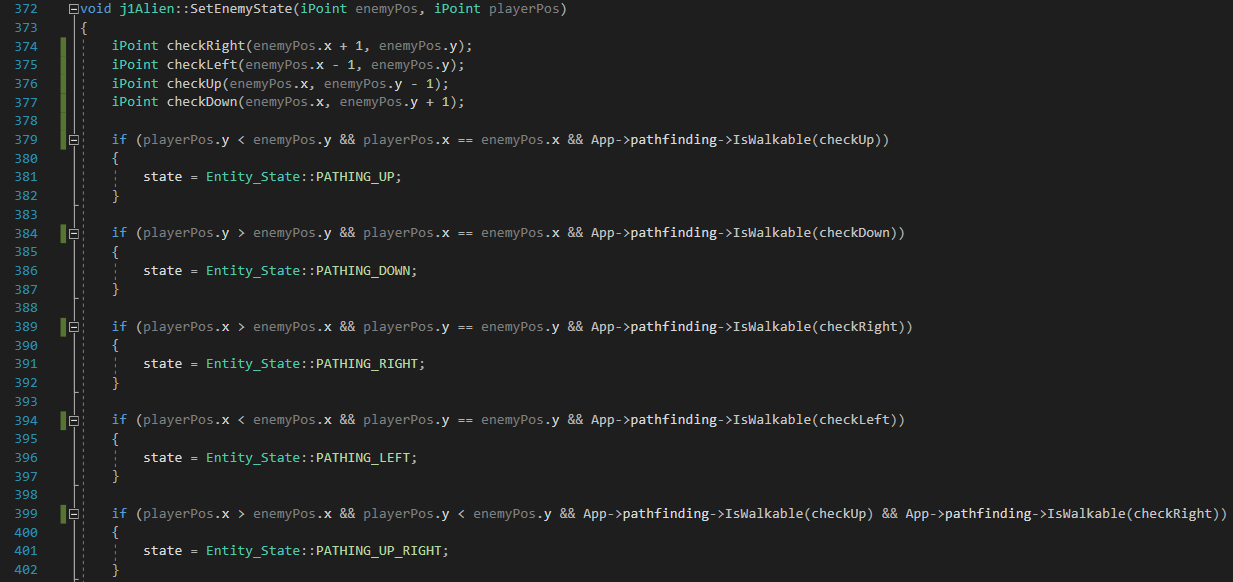 372 void j1Alien::SetEnemyState(iPoint enemyPos, iPoint playerPos)
373 {
374 iPoint checkRight(enemyPos.x + 1, enemyPos.y);
375 iPoint checkLeft(enemyPos.x - 1, enemyPos.y);
376 iPoint checkUp(enemyPos.x, enemyPos.y - 1);
377 iPoint checkDown(enemyPos.x, enemyPos.y + 1);
378
379 if (playerPos.y < enemyPos.y && playerPos.x == enemyPos.x && App->pathfinding->IsWalkable(checkUp))
380 {
381 state = Entity_State::PATHING_UP;
382 }
383
384 if (playerPos.y > enemyPos.y && playerPos.x == enemyPos.x && App->pathfinding->IsWalkable(checkDown))
385 {
386 state = Entity_State::PATHING_DOWN;
387 }
388
389 if (playerPos.x > enemyPos.x && playerPos.y == enemyPos.y && App->pathfinding->IsWalkable(checkRight))
390 {
391 state = Entity_State::PATHING_RIGHT;
392 }
393
394 if (playerPos.x < enemyPos.x && playerPos.y == enemyPos.y && App->pathfinding->IsWalkable(checkLeft))
395 {
396 state = Entity_State::PATHING_LEFT;
397 }
398
399 if (playerPos.x > enemyPos.x && playerPos.y < enemyPos.y && App->pathfinding->IsWalkable(checkUp) && App->pathfinding->IsWalkable(checkRight))
400 {
401 state = Entity_State::PATHING_UP_RIGHT;
402 }